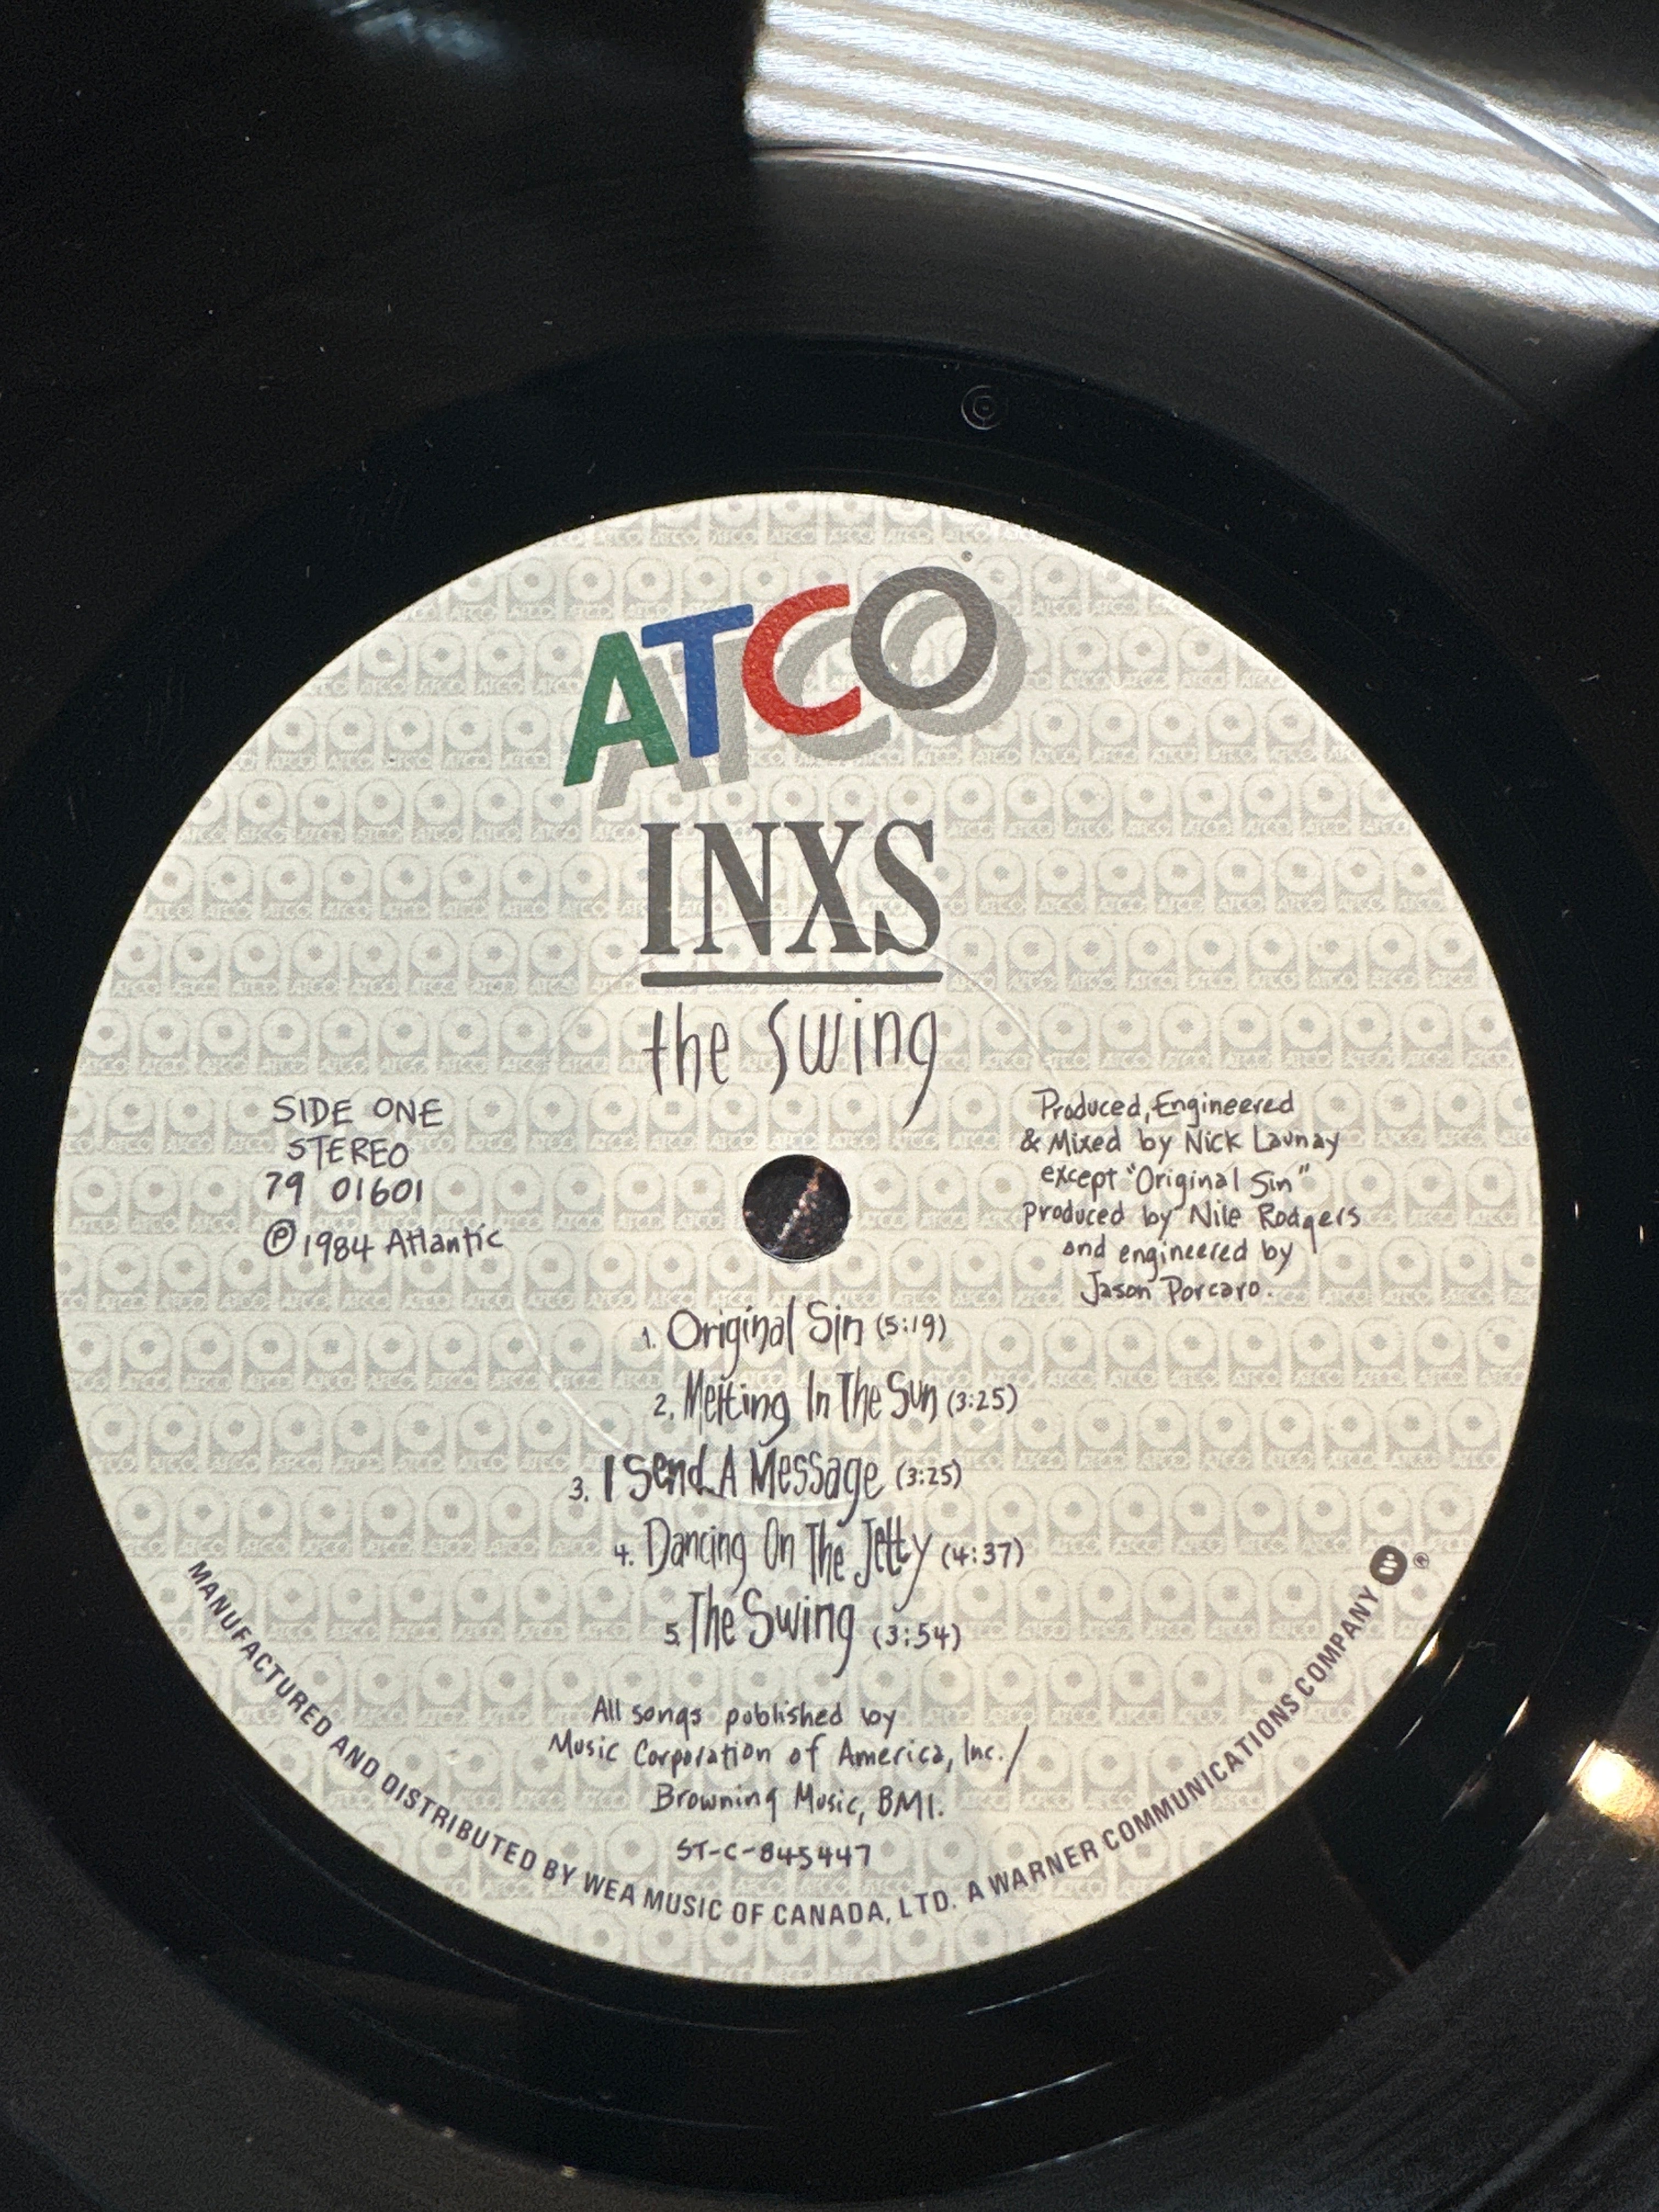 ATCO
INXS
the Swing
SIDE ONE
STEREO
79 01601
Ⓟ 1984 Atlantic
Produced, Engineered
& Mixed by Nick Launay
except "Original Sin"
produced by Nile Rodgers
and engineered by
Jason Porcaro.
1. Original Sin (5:19)
2. Melting In The Sun (3:25)
3. I Send A Message (3:25)
4. Dancing On The Jetty (4:37)
5. The Swing (3:54)
All songs published by
Music Corporation of America, Inc./
Browning Music, BMI.
ST-C-845447
MANUFACTURED AND DISTRIBUTED BY WEA MUSIC OF CANADA, LTD. A WARNER COMMUNICATIONS COMPANY ®